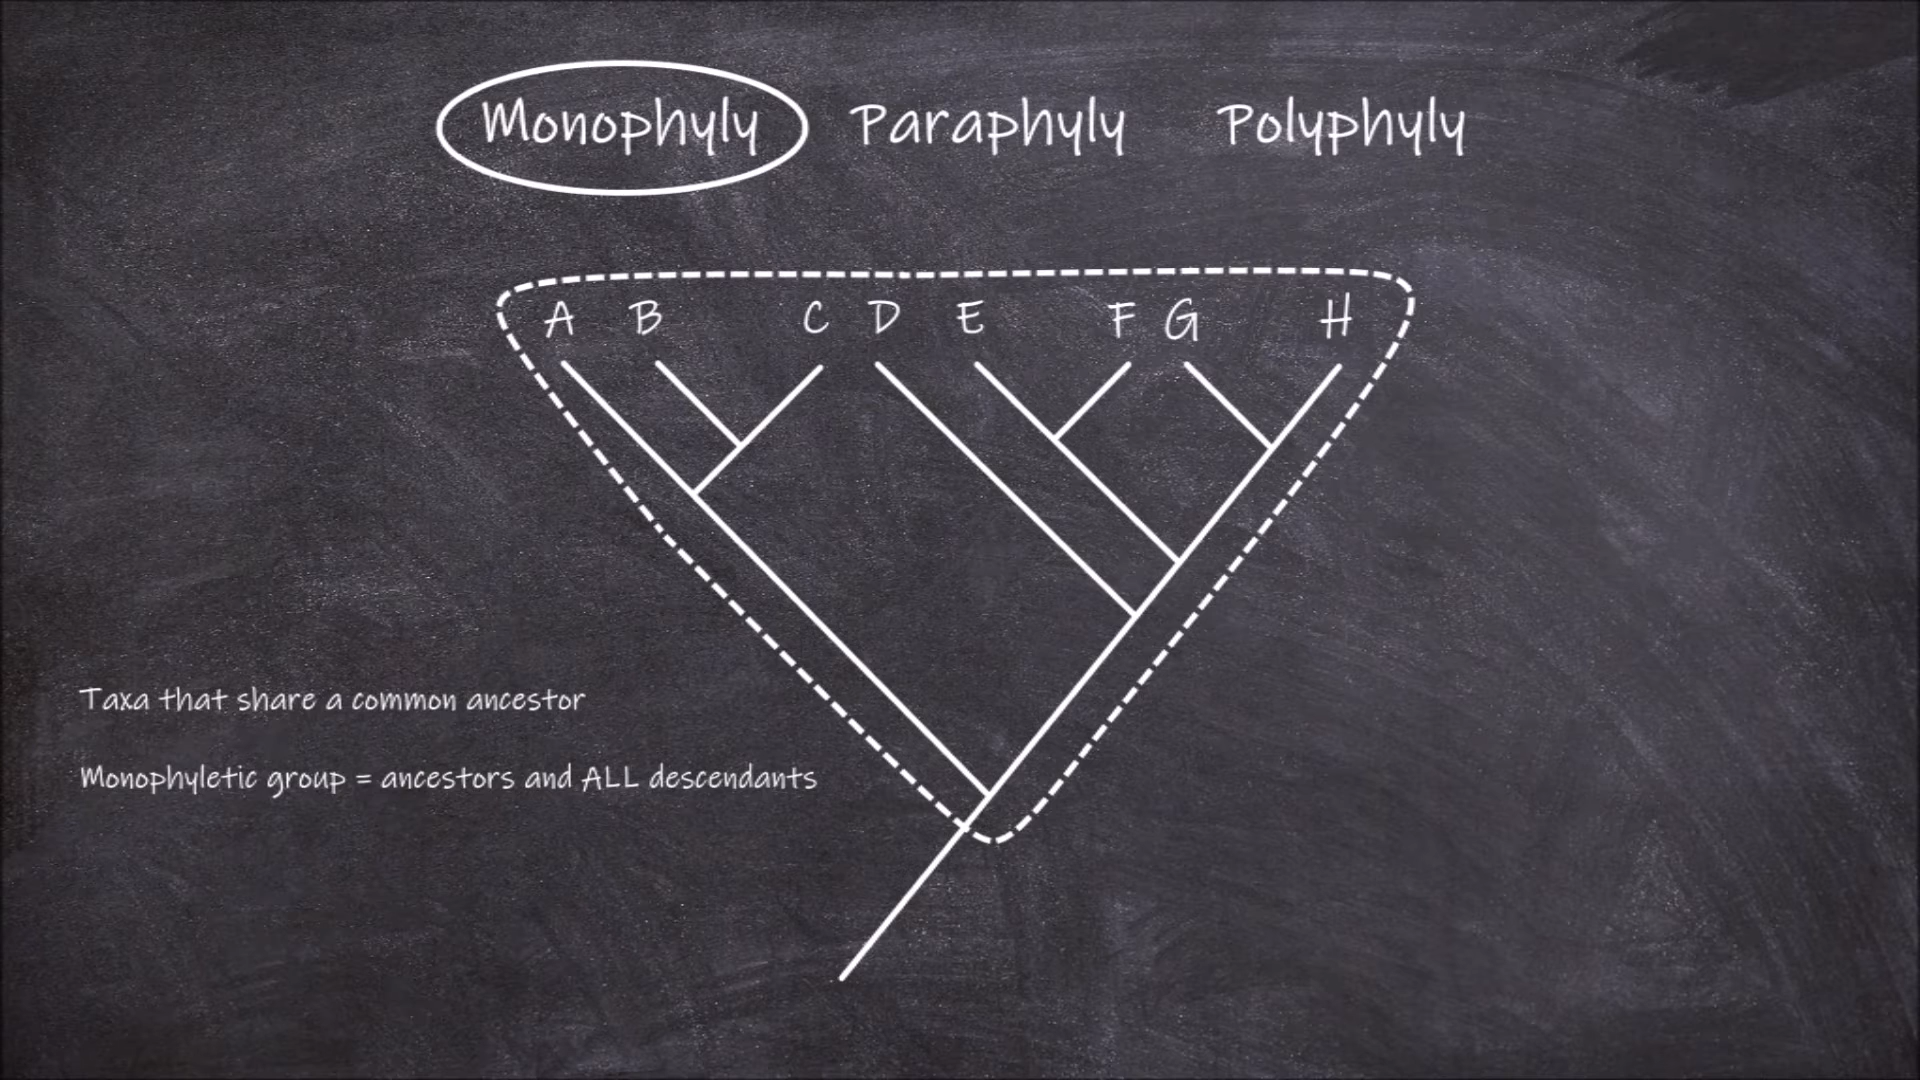 Monophyly Paraphyly Polyphyly
A B C D E F G H
Taxa that share a common ancestor
Monophyletic group = ancestors and ALL descendants